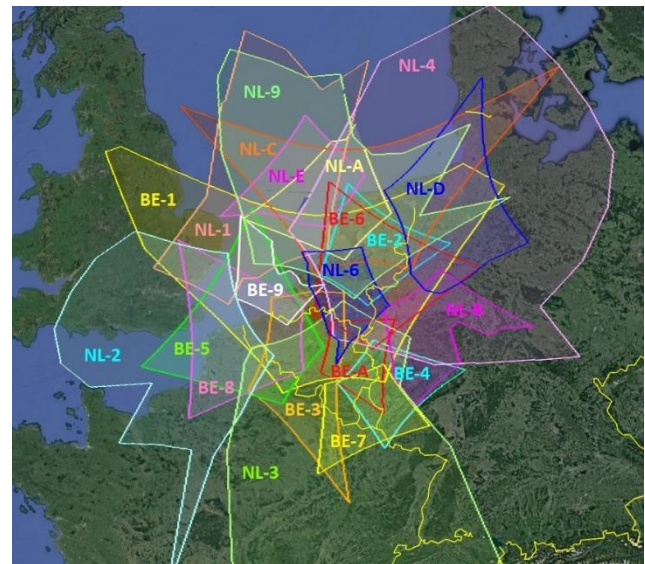 NL-4
NL-9
NL-C
NL-A
NL-E
NL-D
BE-1
BE-6
NL-1
BE-2
NL-6
BE-9
NL-8
NL-2
BE-5
BE-A
BE-4
BE-8
BE-3
BE-7
NL-3